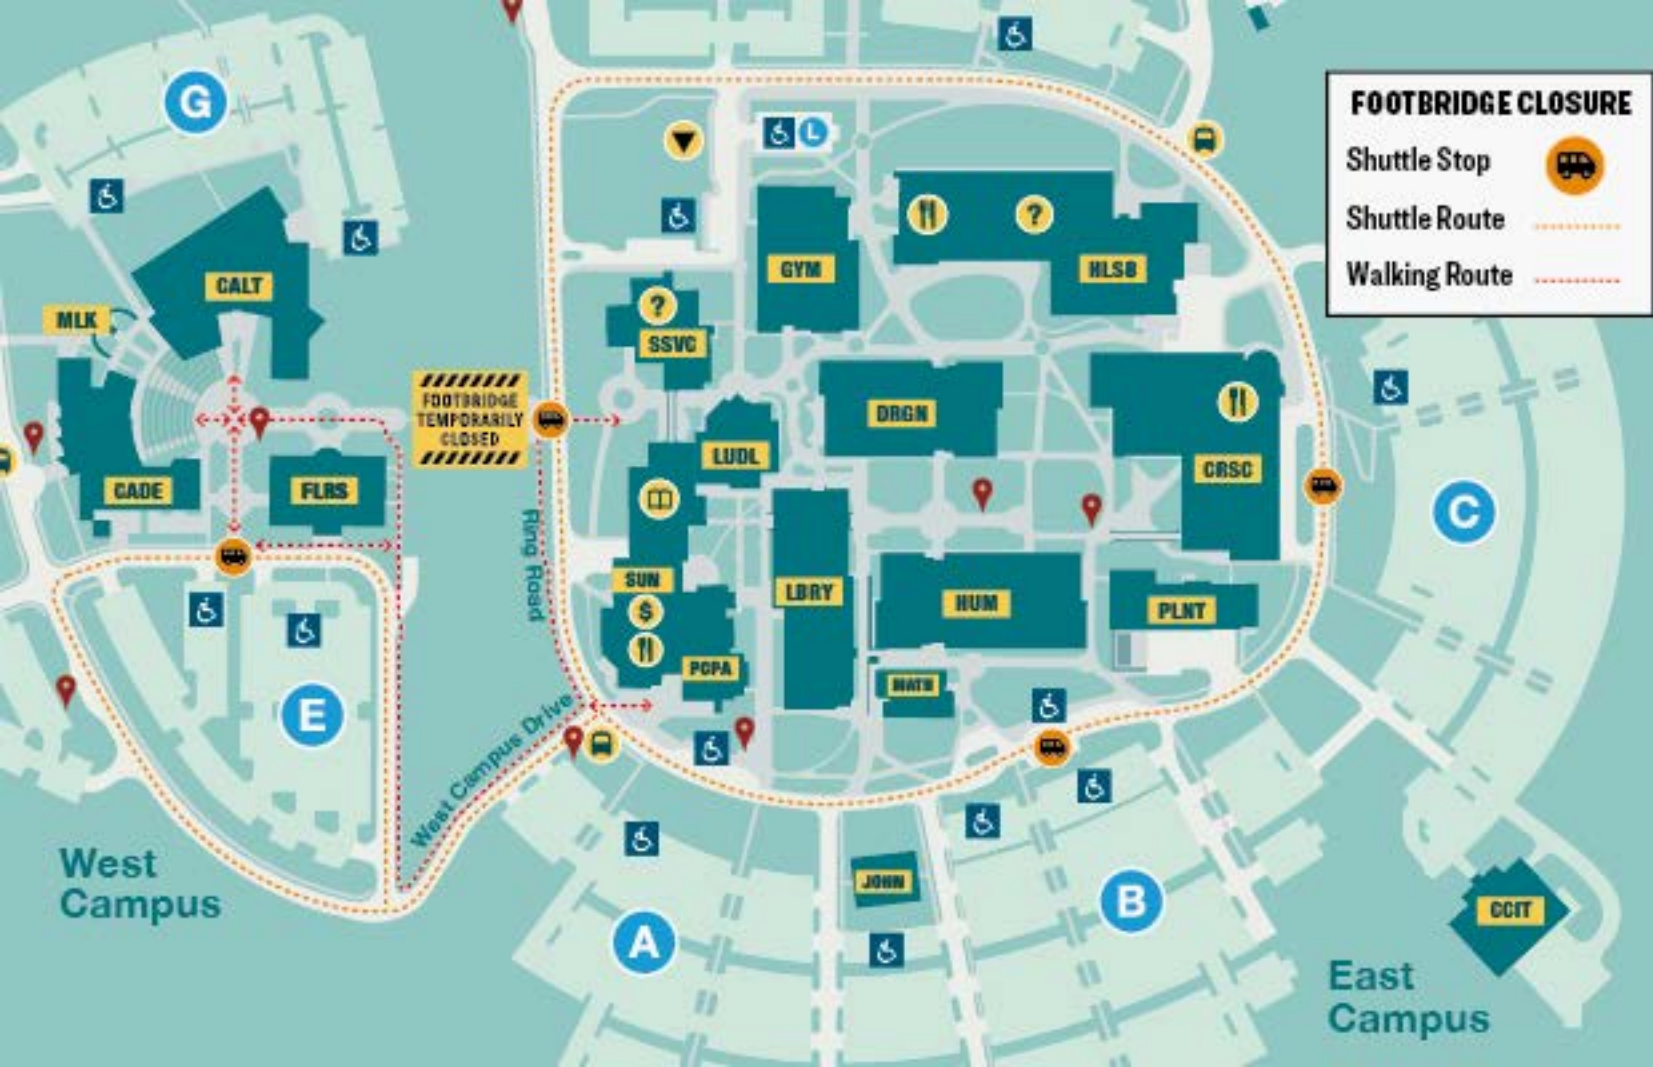 FOOTBRIDGE CLOSURE
Shuttle Stop
Shuttle Route
Walking Route
G
L
?
?
GYM
HLSB
CALT
MLK
SSVC
FOOTBRIDGE
TEMPORARILY
CLOSED
DRGN
LUDL
CRSC
CADE
FLRS
C
Ring Road
SUN
LBRY
HUM
PLNT
$
PCPA
MATH
E
West Campus Drive
West
Campus
JOHN
A
B
CCIT
East
Campus